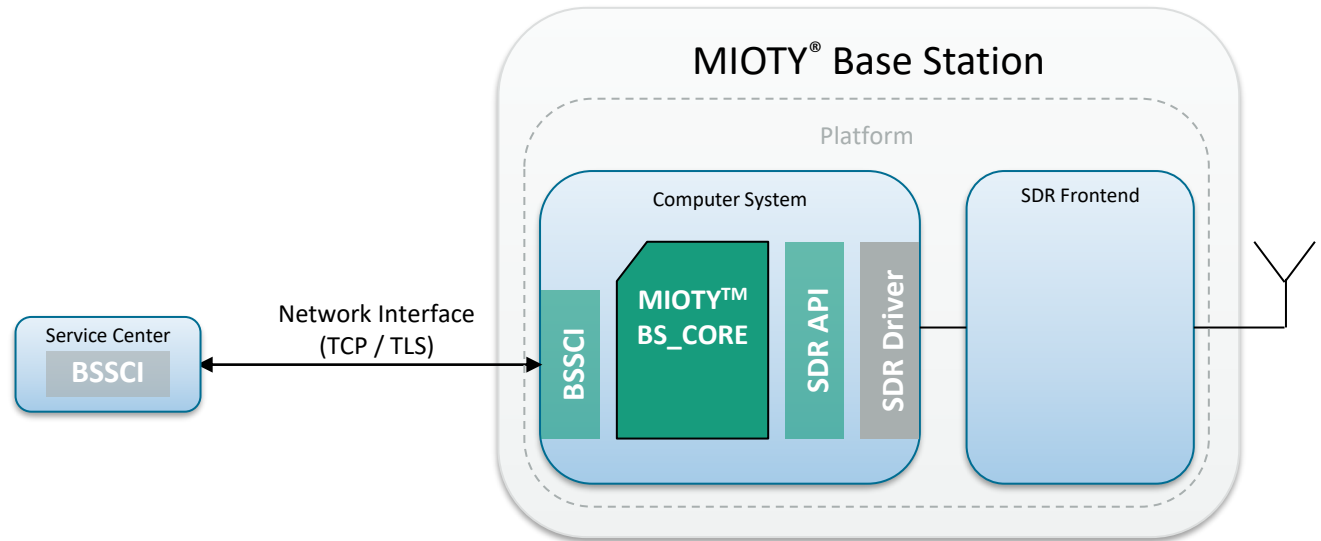 MIOTY® Base Station
Platform
Computer System
SDR Frontend
MIOTY™
BS_CORE
BSSCI
SDR API
SDR Driver
Network Interface
(TCP / TLS)
Service Center
BSSCI